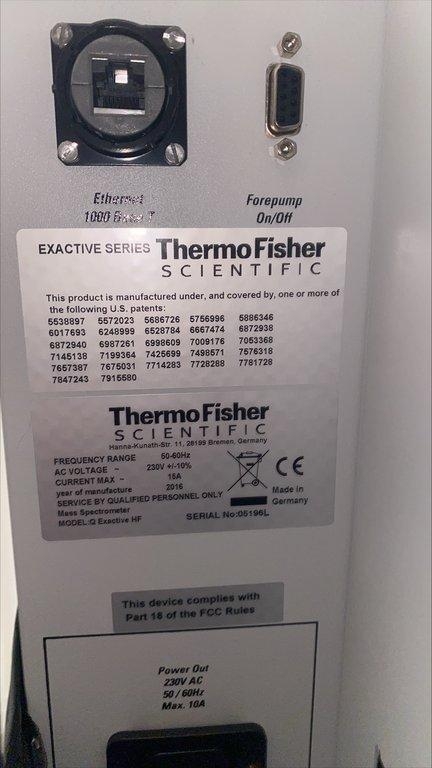 Ethernet
1000 Base T
Forepump
On/Off
EXACTIVE SERIES ThermoFisher
SCIENTIFIC
This product is manufactured under, and covered by, one or more of
the following U.S. patents:
5538897 5572023 5686726 5756996 5886346
6017693 6248999 6528784 6667474 6872938
6872940 6987261 6998609 7009176 7053368
7145138 7199364 7425699 7498571 7576318
7657387 7675031 7714283 7728288 7781728
7847243 7915580
ThermoFisher
SCIENTIFIC
Hanna-Kunath-Str. 11, 28199 Bremen, Germany
FREQUENCY RANGE 50-60Hz
AC VOLTAGE ~ 230V +/-10%
CURRENT MAX ~ 15A
year of manufacture 2016
SERVICE BY QUALIFIED PERSONNEL ONLY
Mass Spectrometer
MODEL:Q Exactive HF
SERIAL No:05196L
CE
Made in
Germany
This device complies with
Part 18 of the FCC Rules
Power Out
230V AC
50 / 60Hz
Max. 10A